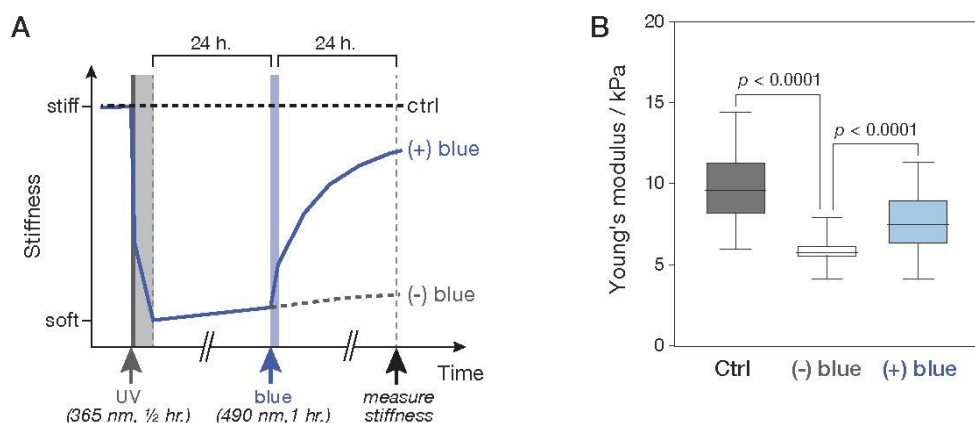 A
24 h.
24 h.
stiff
ctrl
(+) blue
Stiffness
(-) blue
soft
Time
UV
(365 nm, ½ hr.)
blue
(490 nm,1 hr.)
measure
stiffness
B
20
p < 0.0001
15
p < 0.0001
Young's modulus / kPa
10
5
0
Ctrl
(-) blue
(+) blue